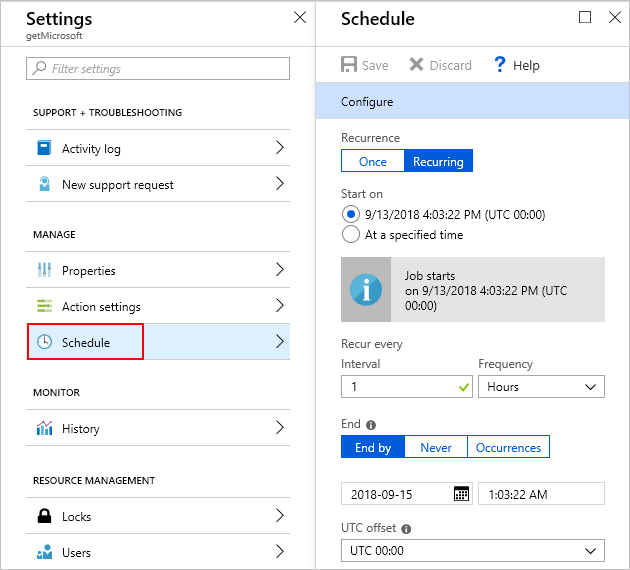 Settings
getMicrosoft
Filter settings
SUPPORT + TROUBLESHOOTING
Activity log
New support request
MANAGE
Properties
Action settings
Schedule
MONITOR
History
RESOURCE MANAGEMENT
Locks
Users
Schedule
Save Discard ? Help
Configure
Recurrence
Once Recurring
Start on
9/13/2018 4:03:22 PM (UTC 00:00)
At a specified time
Job starts
on 9/13/2018 4:03:22 PM (UTC
00:00)
Recur every
Interval Frequency
1 Hours
End
End by Never Occurrences
2018-09-15 1:03:22 AM
UTC offset
UTC 00:00